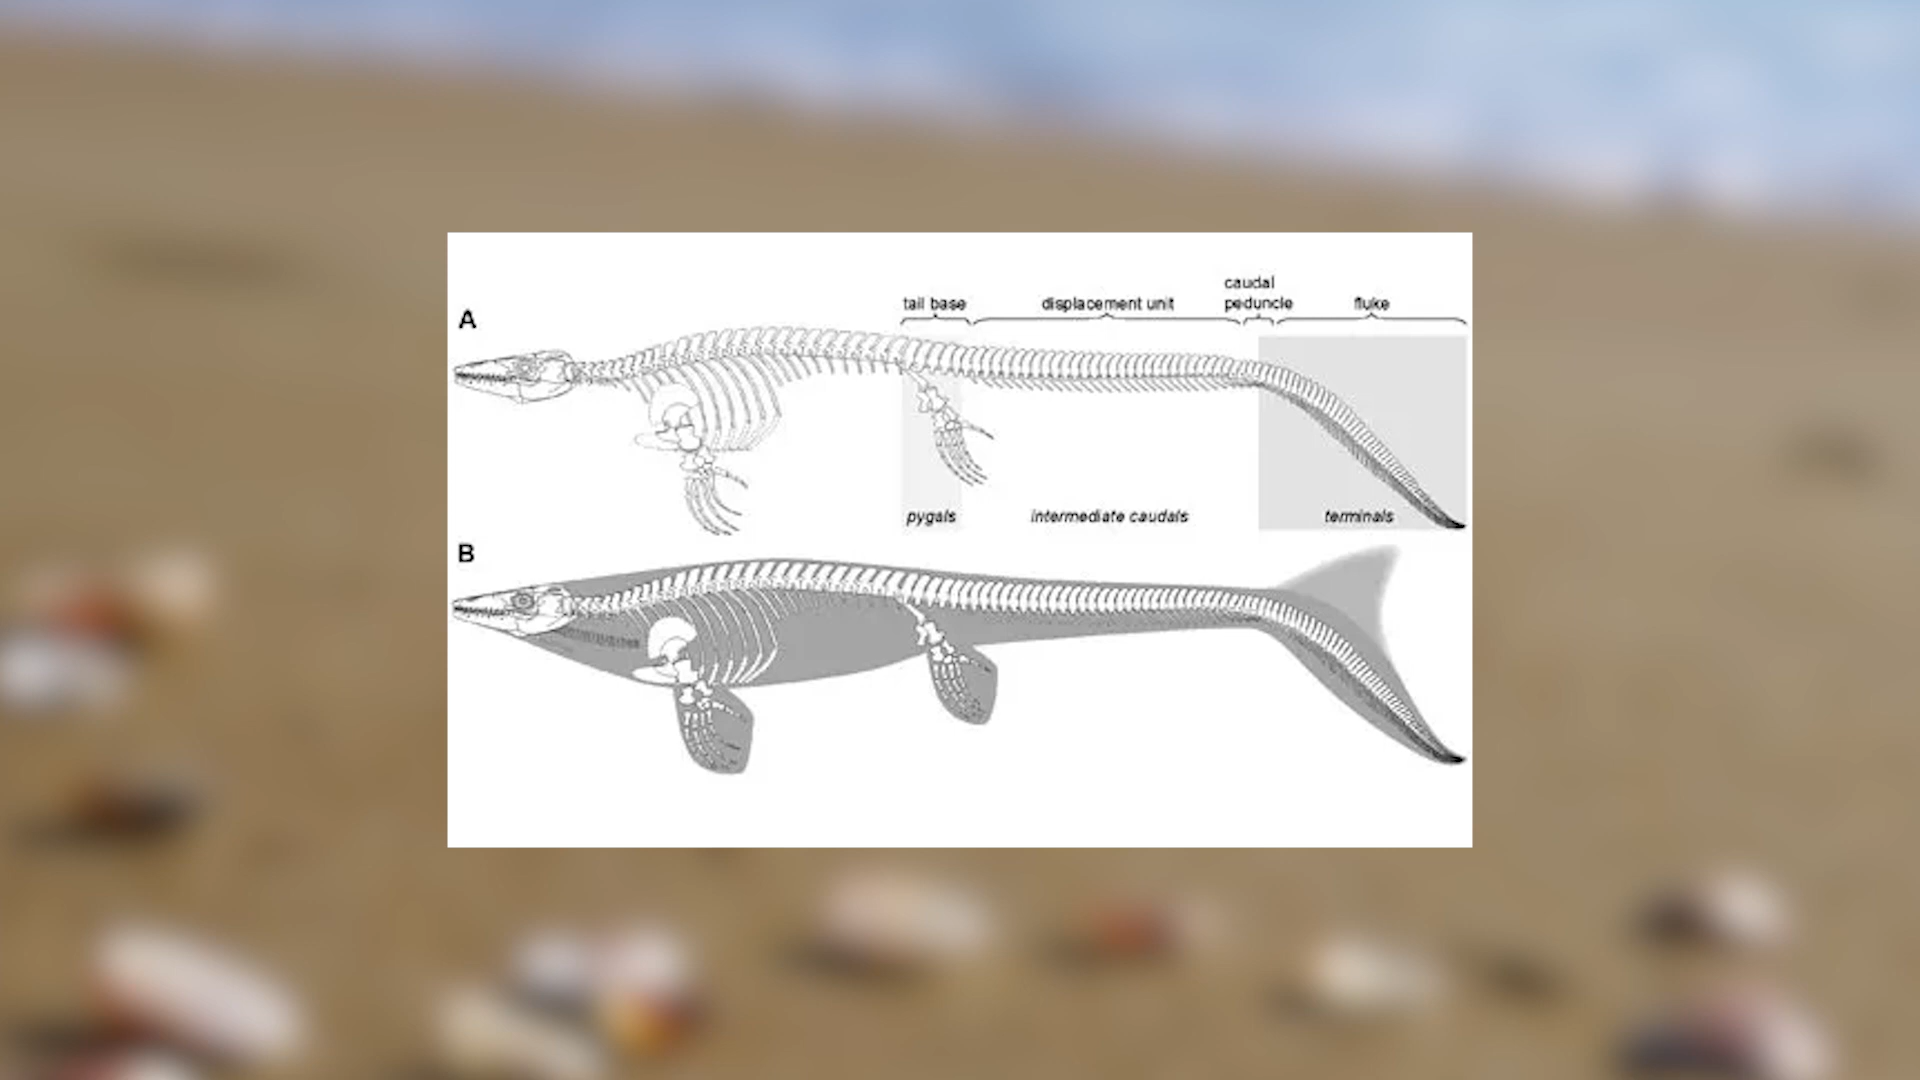 caudal
tail base displacement unit peduncle fluke
A
pygals intermediate caudals terminals
B